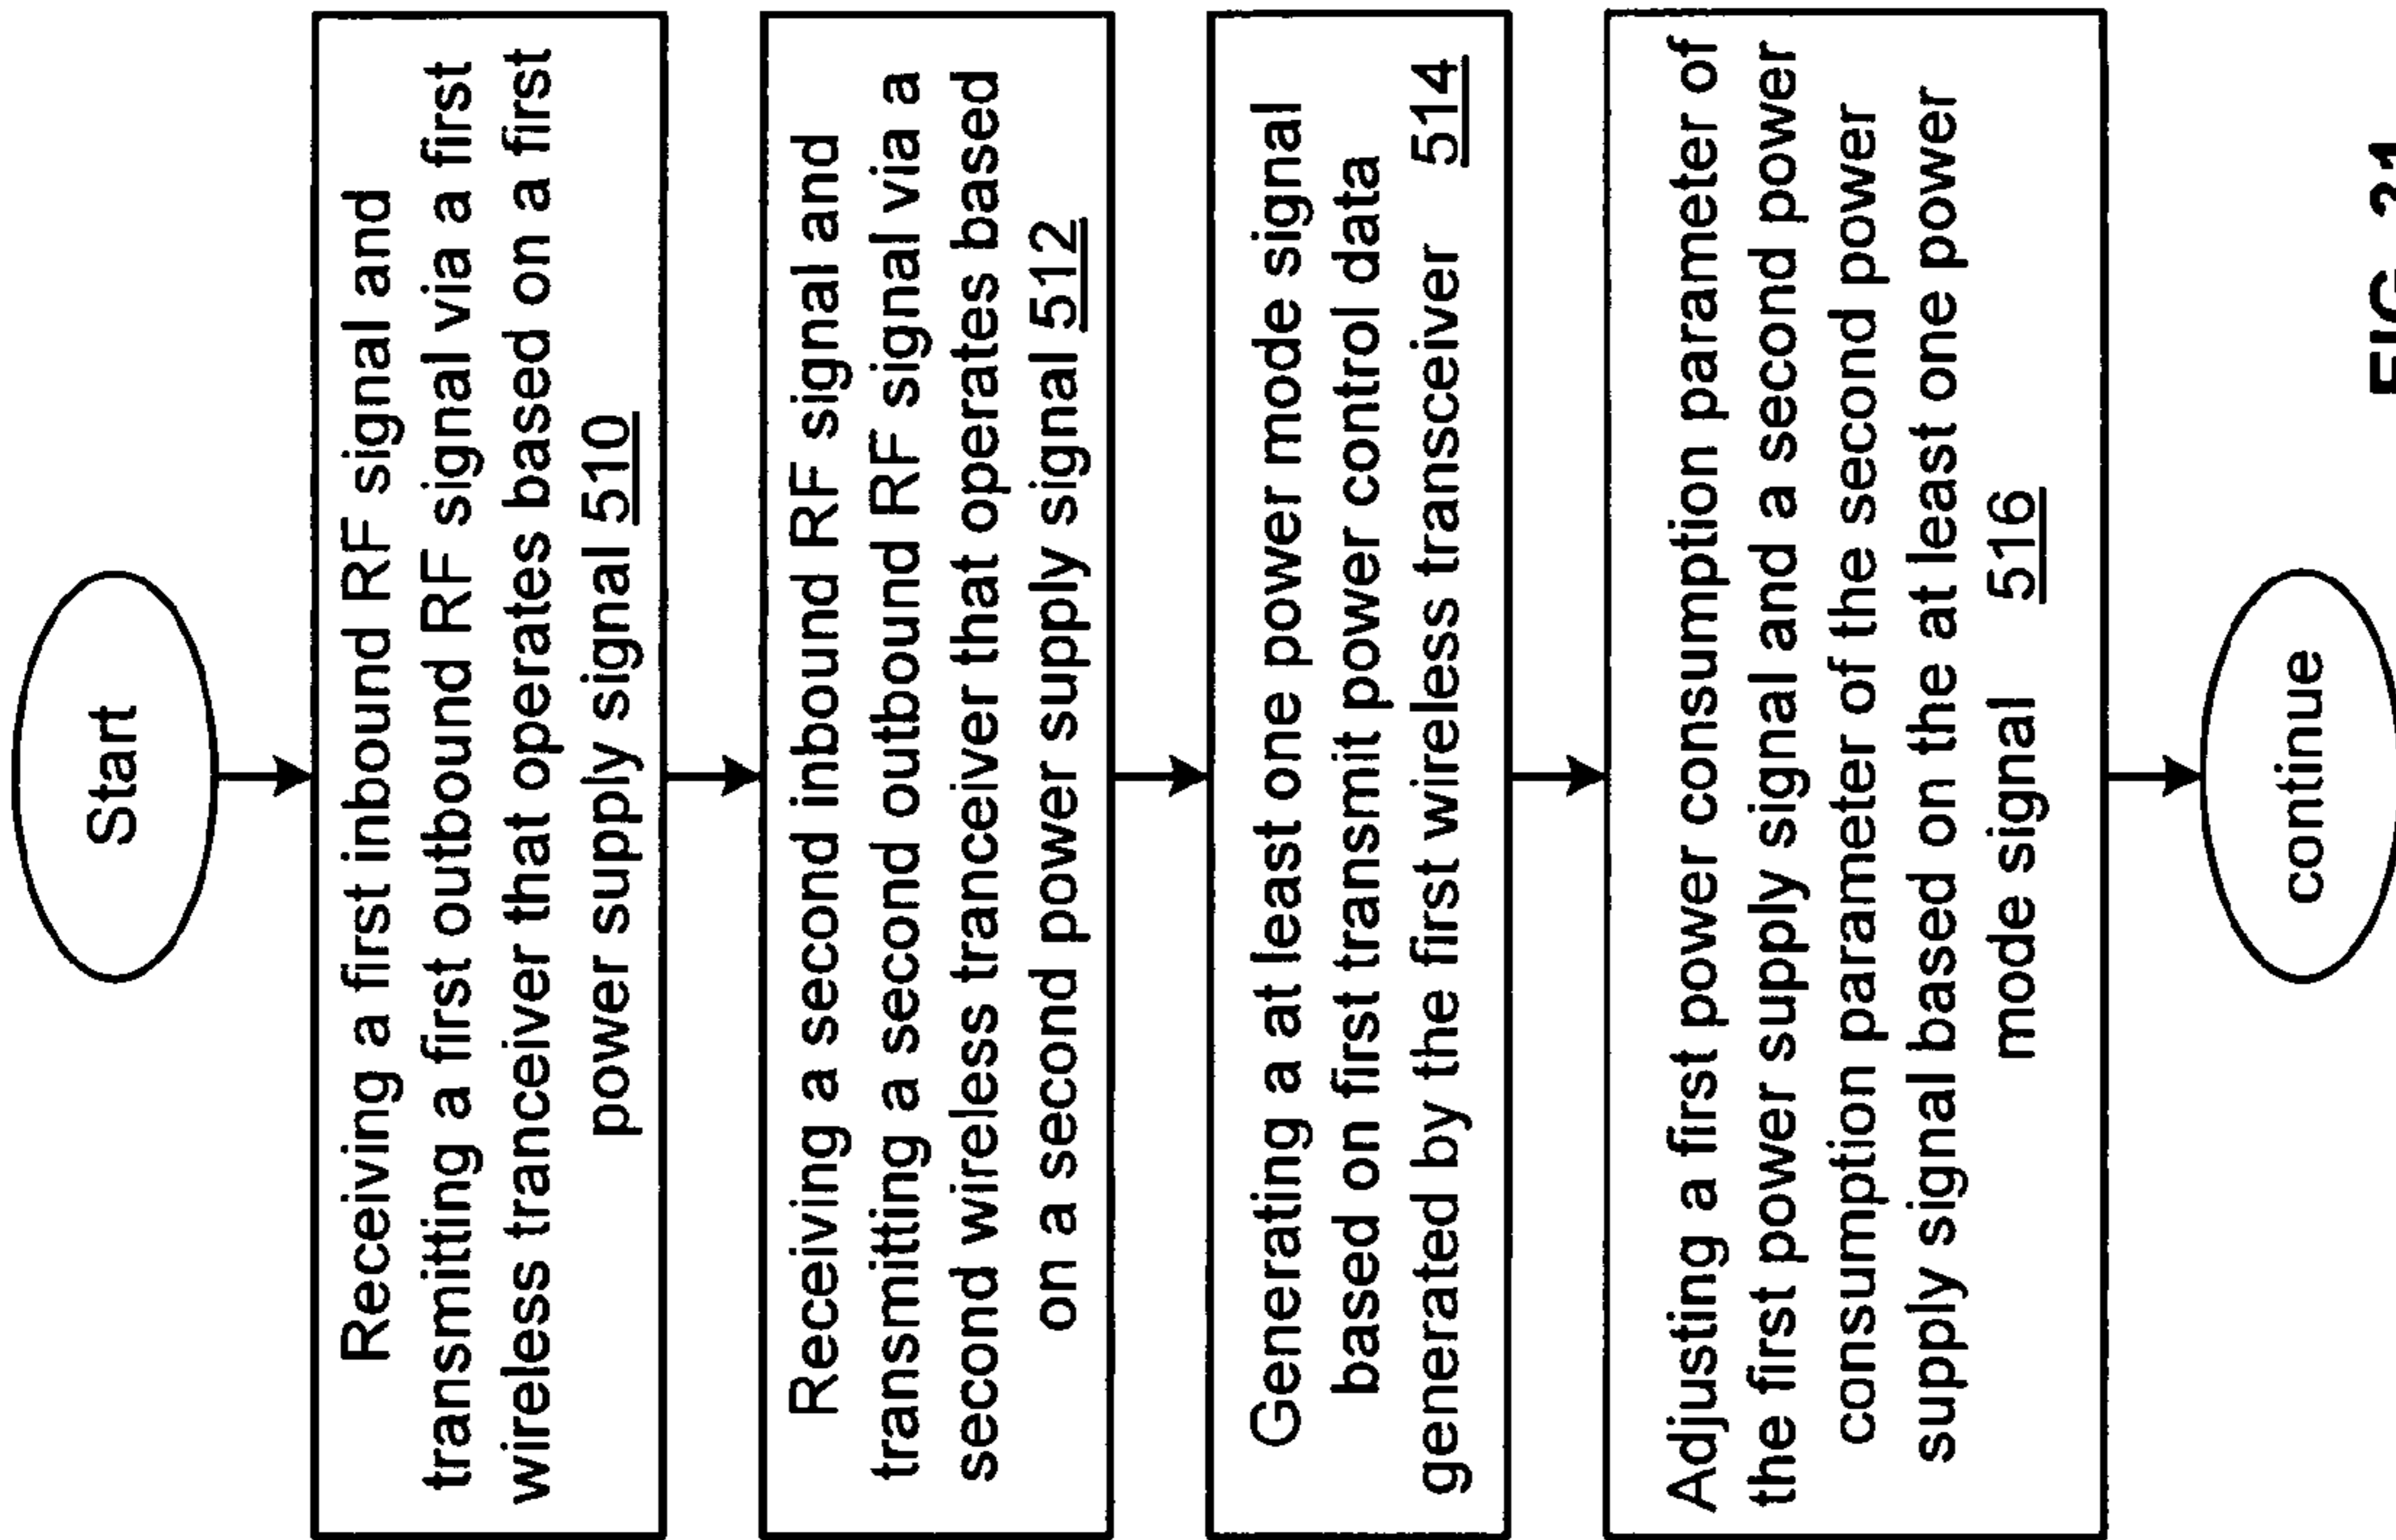 Start
Receiving a first inbound RF signal and
transmitting a first outbound RF signal via a first
wireless tranceiver that operates based on a first
power supply signal 510
Receiving a second inbound RF signal and
transmitting a second outbound RF signal via a
second wireless tranceiver that operates based
on a second power supply signal 512
Generating a at least one power mode signal
based on first transmit power control data
generated by the first wireless transceiver 514
Adjusting a first power consumption parameter of
the first power supply signal and a second power
consumption parameter of the second power
supply signal based on the at least one power
mode signal 516
continue